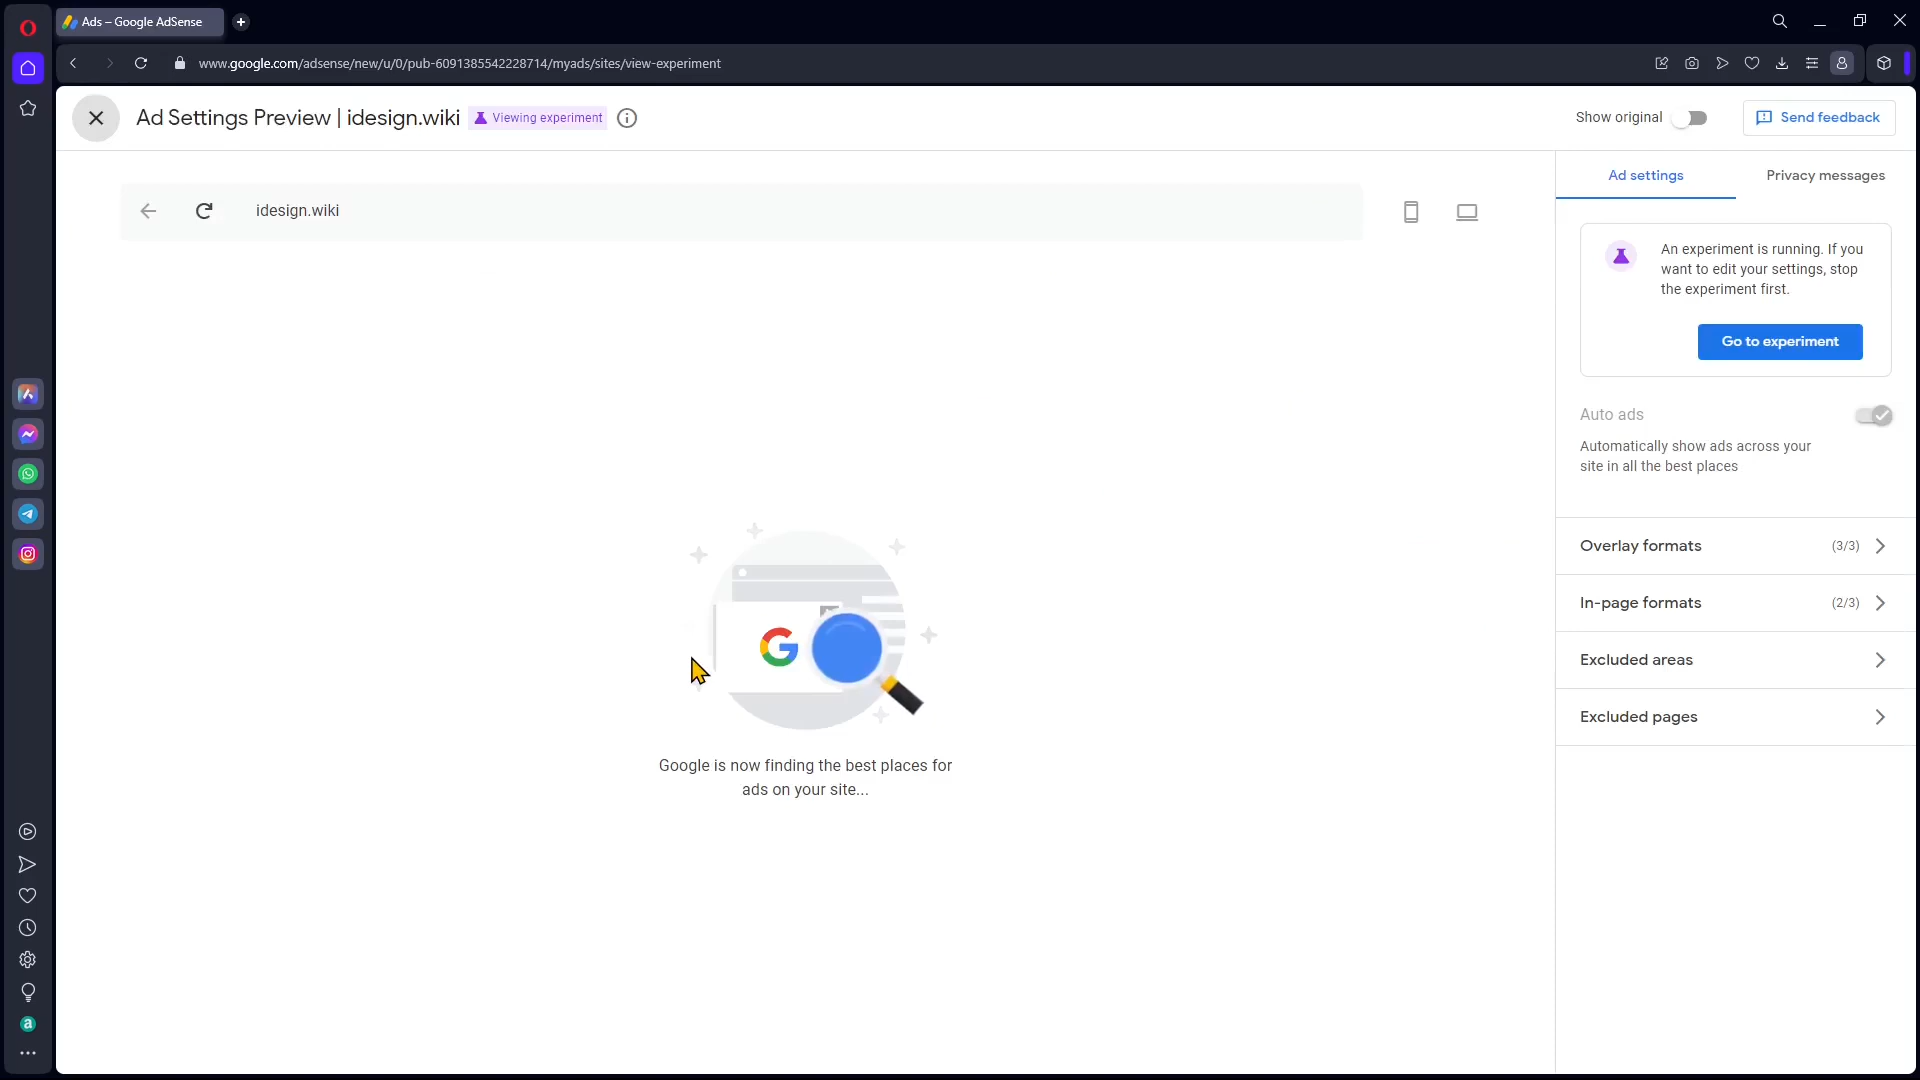 Ads – Google AdSense
www.google.com/adsense/new/u/0/pub-6091385542228714/myads/sites/view-experiment
Ad Settings Preview | idesign.wiki
Viewing experiment
Show original
Send feedback
idesign.wiki
Ad settings
Privacy messages
An experiment is running. If you
want to edit your settings, stop
the experiment first.
Go to experiment
Auto ads
Automatically show ads across your
site in all the best places
Overlay formats (3/3)
In-page formats (2/3)
Excluded areas
Excluded pages
Google is now finding the best places for
ads on your site...